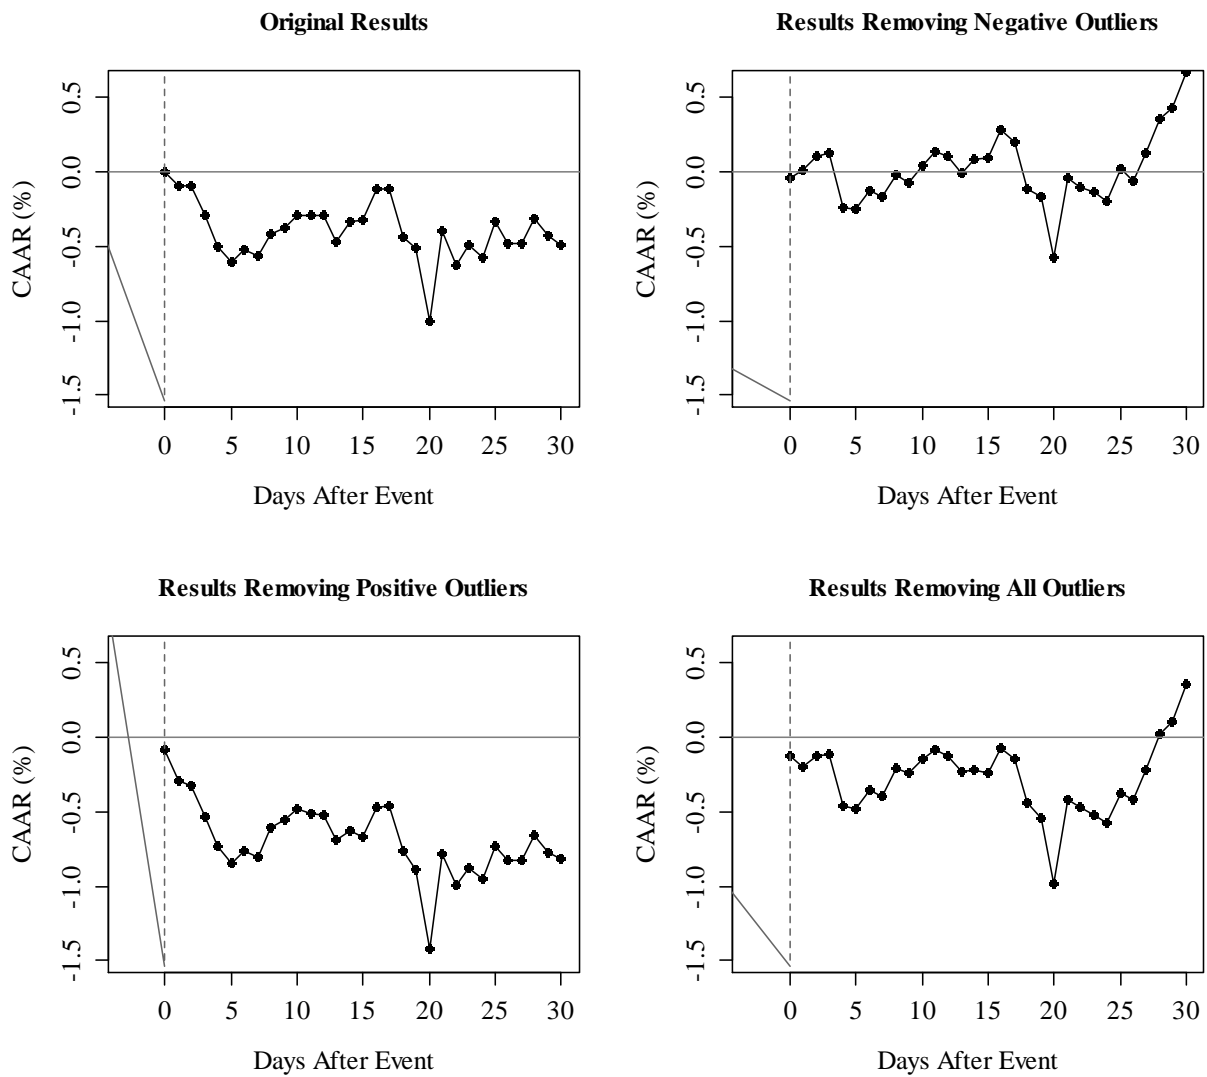 Original Results
CAAR (%)
0.5
0.0
-0.5
-1.0
-1.5
0 5 10 15 20 25 30
Days After Event
Results Removing Negative Outliers
CAAR (%)
0.5
0.0
-0.5
-1.0
-1.5
0 5 10 15 20 25 30
Days After Event
Results Removing Positive Outliers
CAAR (%)
0.5
0.0
-0.5
-1.0
-1.5
0 5 10 15 20 25 30
Days After Event
Results Removing All Outliers
CAAR (%)
0.5
0.0
-0.5
-1.0
-1.5
0 5 10 15 20 25 30
Days After Event